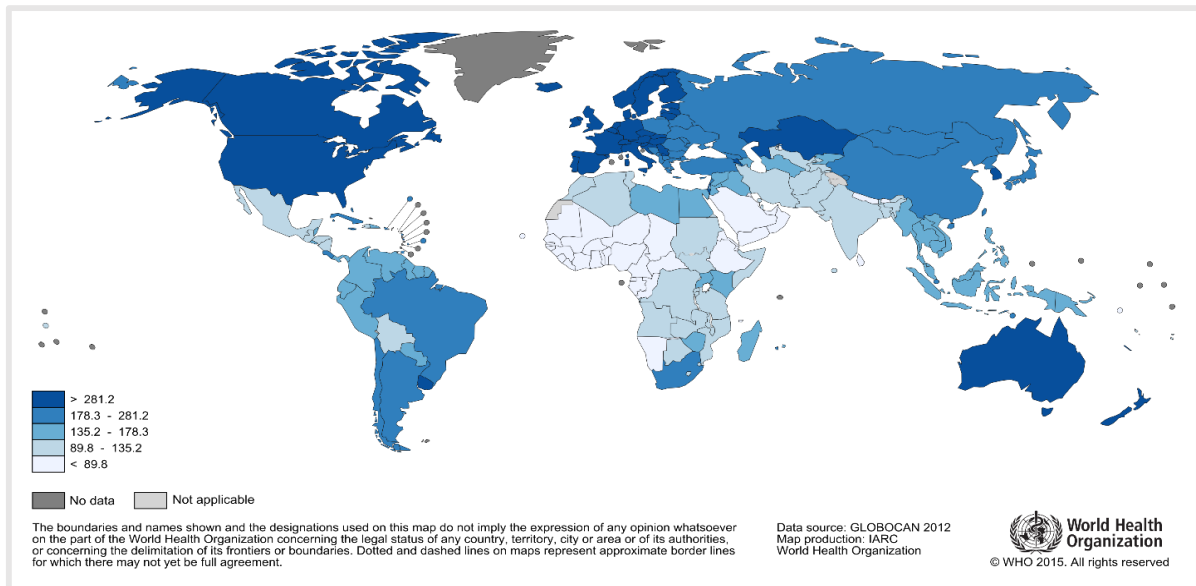 > 281.2
178.3 - 281.2
135.2 - 178.3
89.8 - 135.2
< 89.8
No data
Not applicable
The boundaries and names shown and the designations used on this map do not imply the expression of any opinion whatsoever
on the part of the World Health Organization concerning the legal status of any country, territory, city or area or of its authorities,
or concerning the delimitation of its frontiers or boundaries. Dotted and dashed lines on maps represent approximate border lines
for which there may not yet be full agreement.
Data source: GLOBOCAN 2012
Map production: IARC
World Health Organization
World Health
Organization
© WHO 2015. All rights reserved